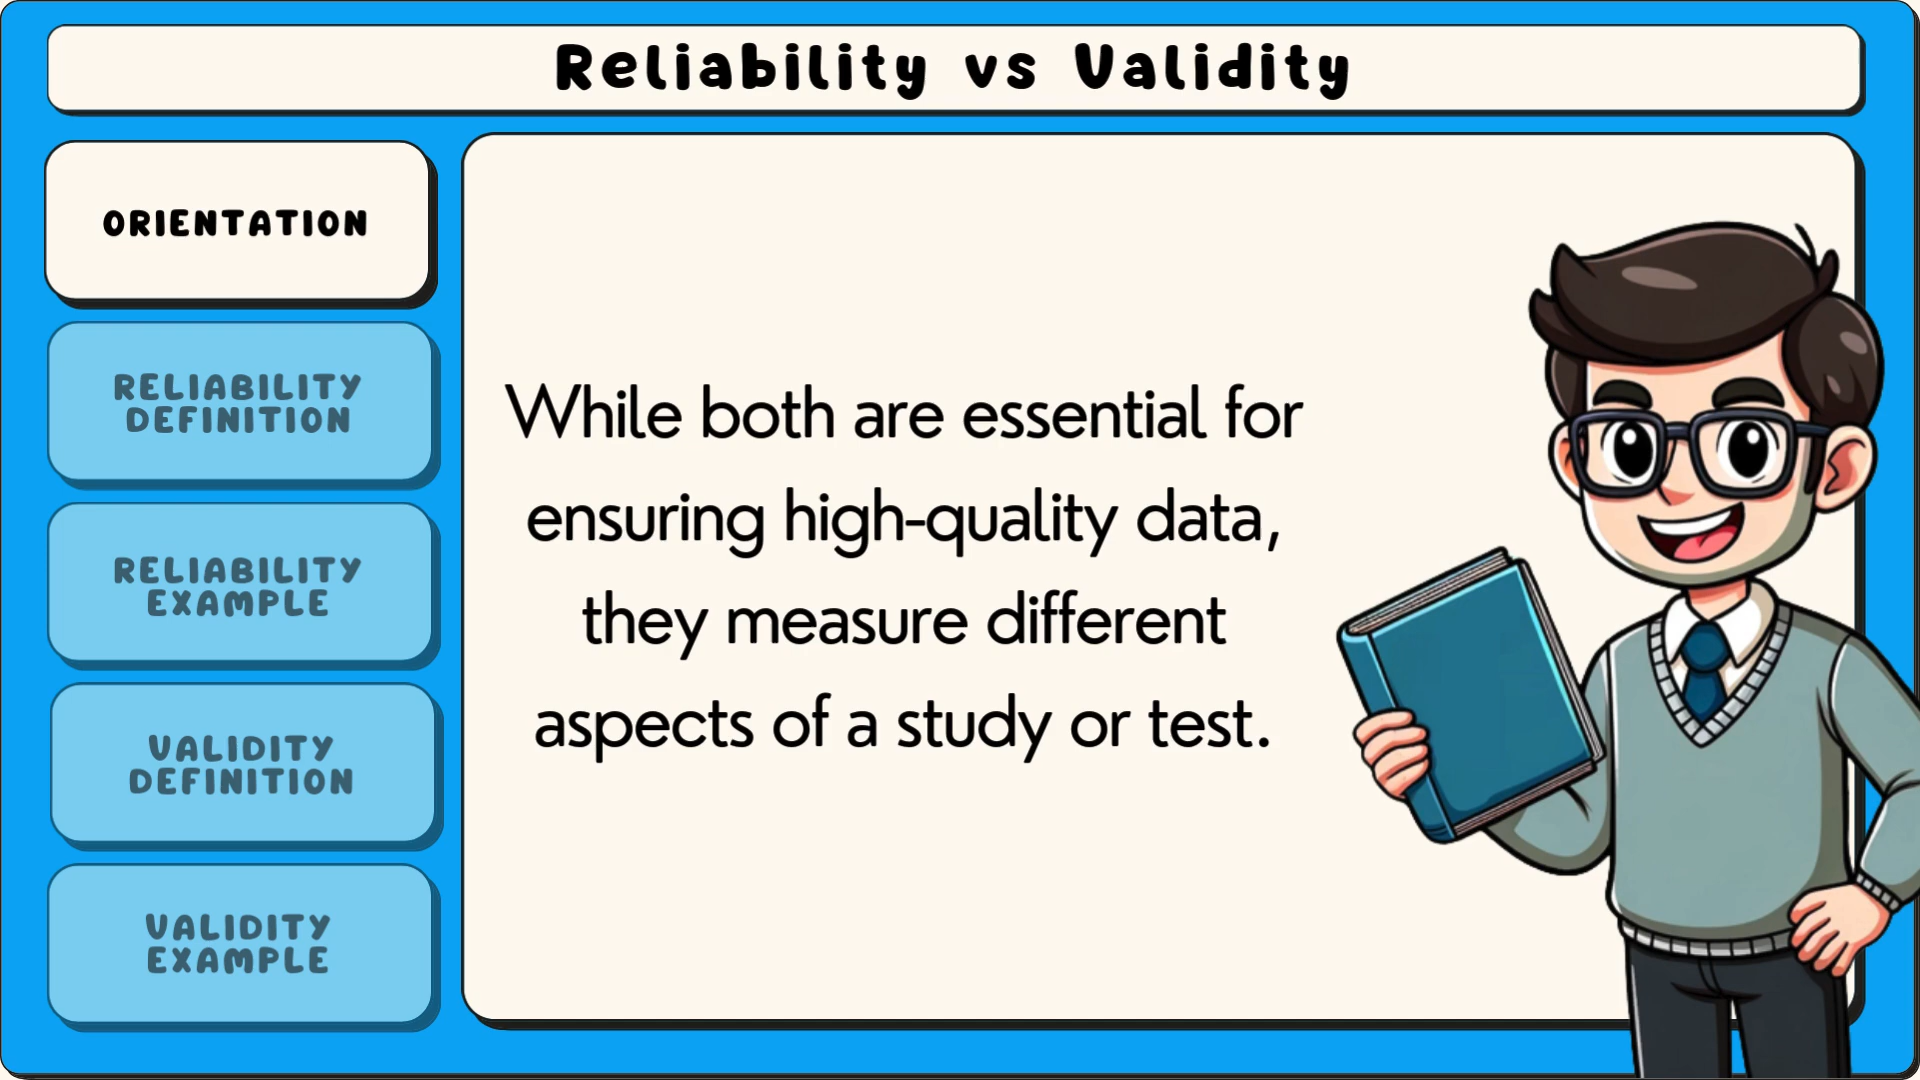 Reliability vs Validity
ORIENTATION
RELIABILITY
DEFINITION
RELIABILITY
EXAMPLE
VALIDITY
DEFINITION
VALIDITY
EXAMPLE
While both are essential for
ensuring high-quality data,
they measure different
aspects of a study or test.